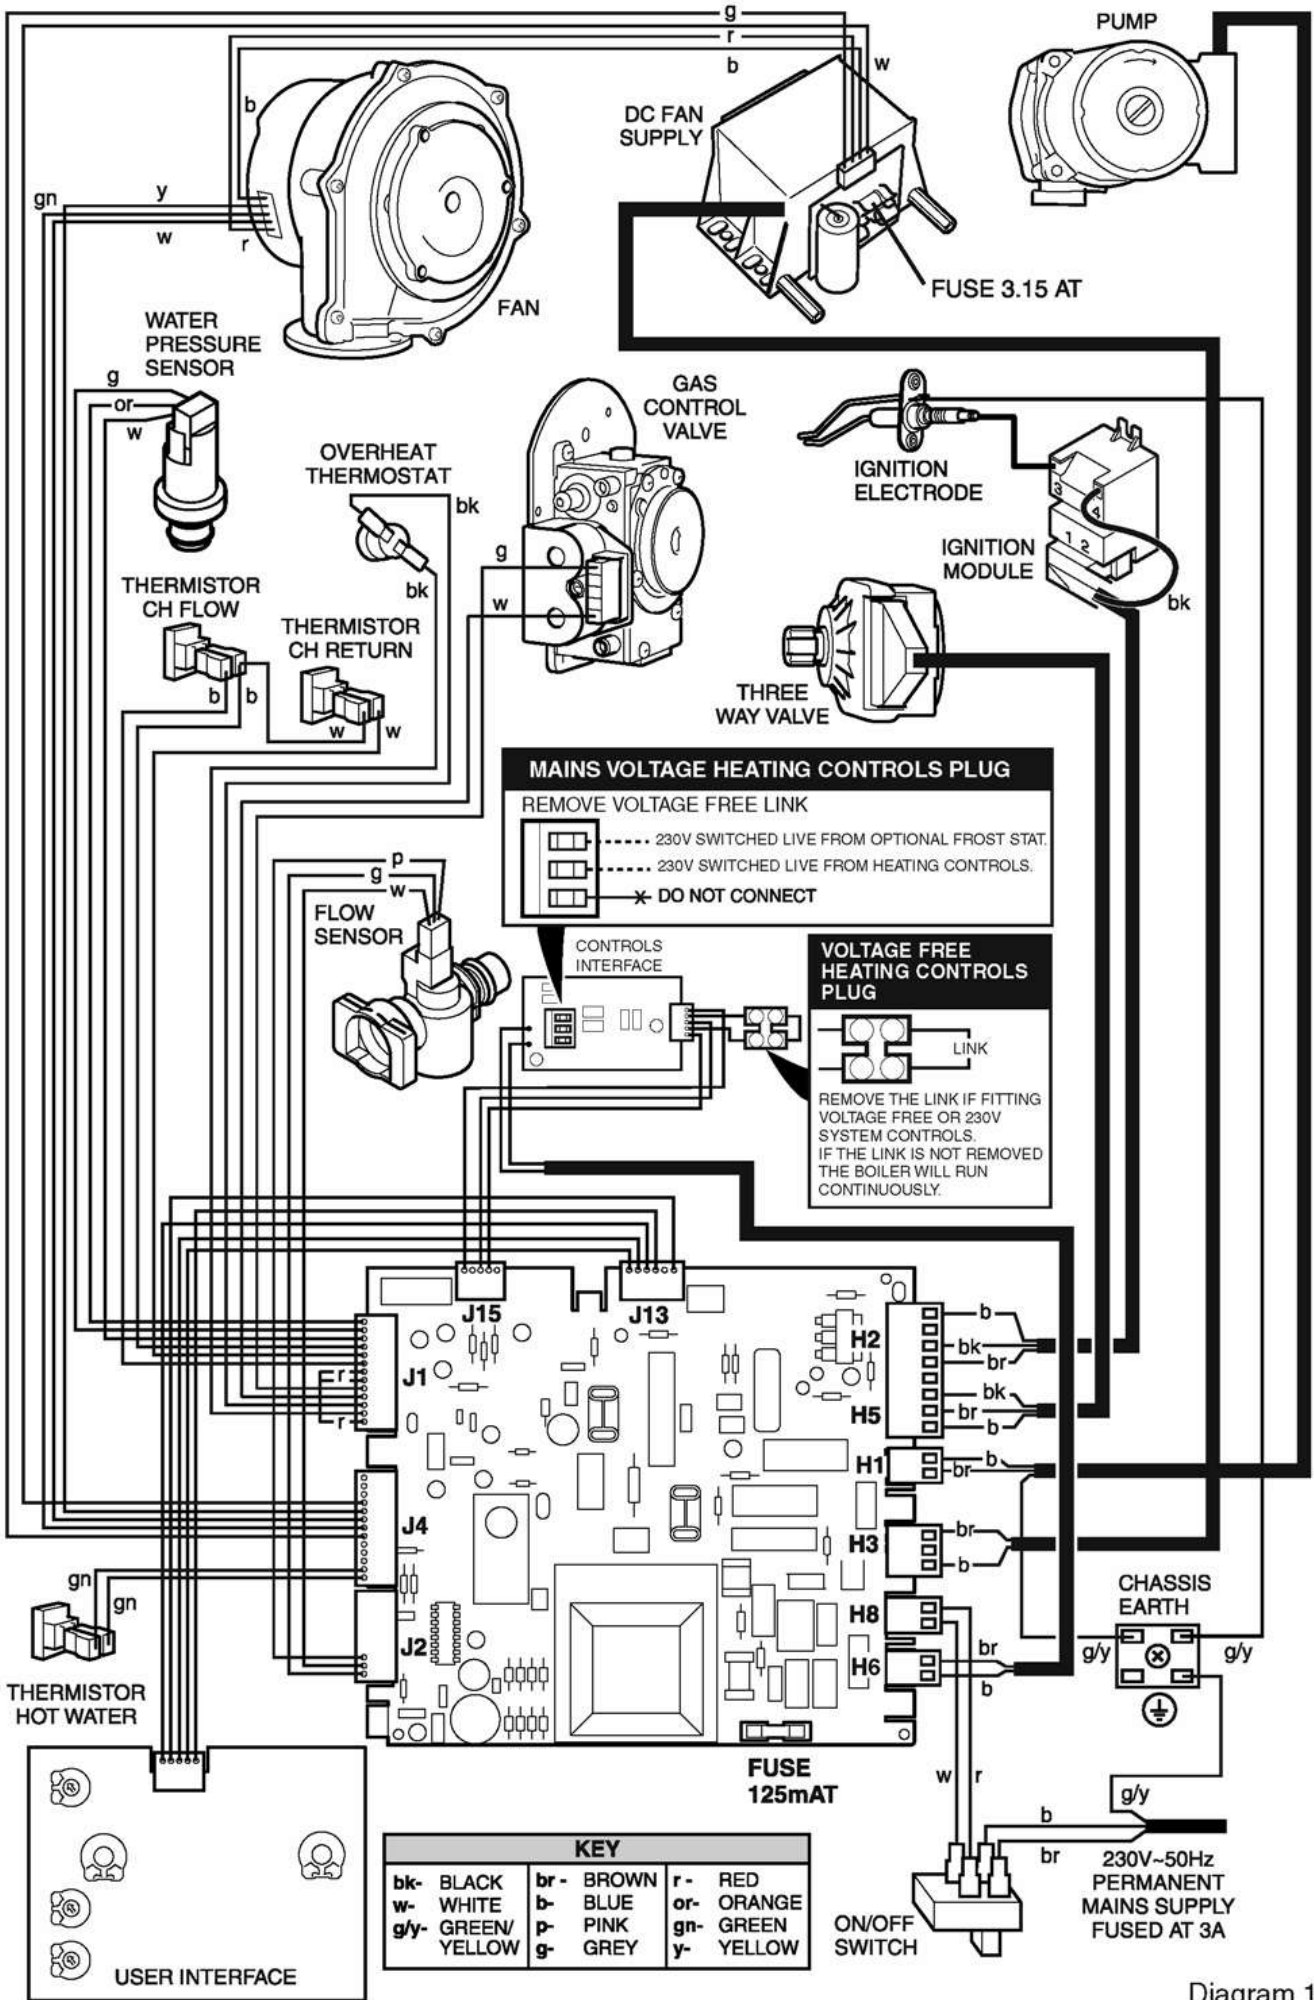 g
r
b
w
PUMP
DC FAN
SUPPLY
b
gn
y
w
r
FAN
FUSE 3.15 AT
WATER
PRESSURE
SENSOR
g
or
w
GAS
CONTROL
VALVE
OVERHEAT
THERMOSTAT
bk
bk
g
w
IGNITION
ELECTRODE
3
4
1 2
IGNITION
MODULE
bk
THERMISTOR
CH FLOW
b
b
THERMISTOR
CH RETURN
w
w
THREE
WAY VALVE
MAINS VOLTAGE HEATING CONTROLS PLUG
REMOVE VOLTAGE FREE LINK
230V SWITCHED LIVE FROM OPTIONAL FROST STAT.
230V SWITCHED LIVE FROM HEATING CONTROLS.
X DO NOT CONNECT
p
g
w
FLOW
SENSOR
CONTROLS
INTERFACE
VOLTAGE FREE
HEATING CONTROLS
PLUG
LINK
REMOVE THE LINK IF FITTING
VOLTAGE FREE OR 230V
SYSTEM CONTROLS.
IF THE LINK IS NOT REMOVED
THE BOILER WILL RUN
CONTINUOUSLY.
J15
J13
H2
b
bk
br
J1
r
r
H5
bk
br
b
H1
b
br
J4
H3
br
b
gn
gn
H8
J2
H6
br
b
CHASSIS
EARTH
g/y
g/y
THERMISTOR
HOT WATER
FUSE
125mAT
w
r
g/y
b
br
230V~50Hz
PERMANENT
MAINS SUPPLY
FUSED AT 3A
ON/OFF
SWITCH
KEY
bk- BLACK br- BROWN r- RED
w- WHITE b- BLUE or- ORANGE
g/y- GREEN/ p- PINK gn- GREEN
YELLOW g- GREY y- YELLOW
USER INTERFACE
Diagram 1